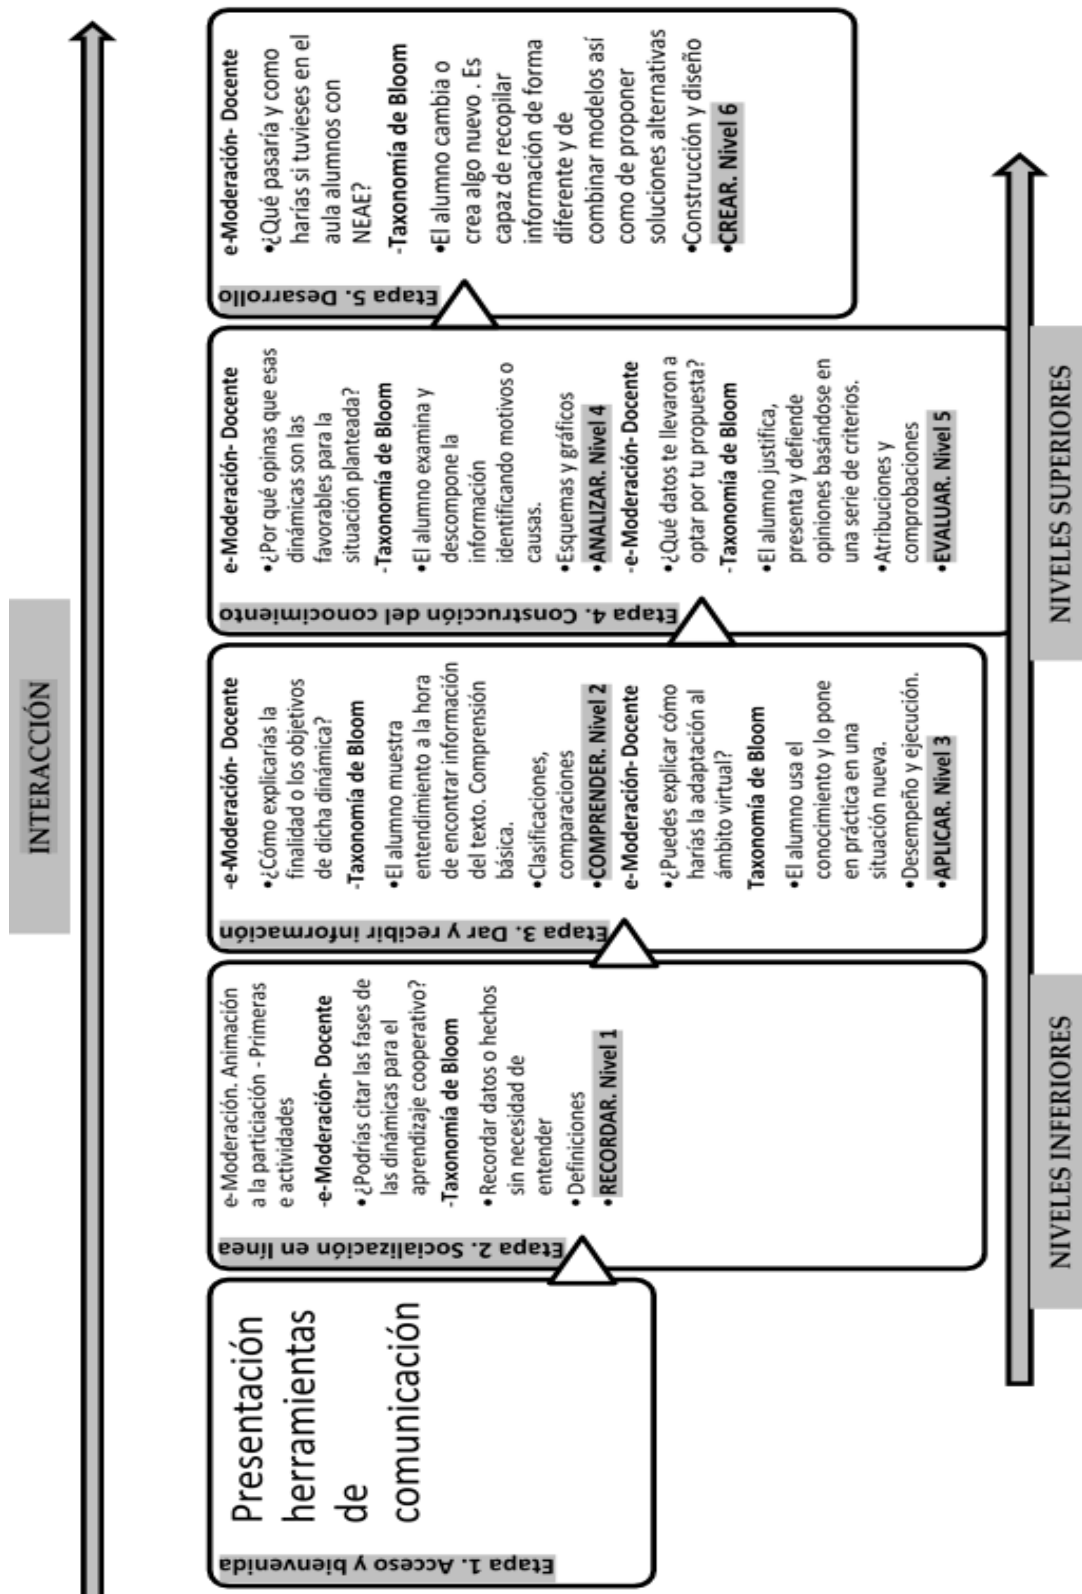 INTERACCIÓN
Etapa 1. Acceso y bienvenida
Presentación
herramientas
de
comunicación
Etapa 2. Socialización en línea
e-Moderación. Animación
a la particiación - Primeras
e actividades
-e-Moderación- Docente
•¿Podrías citar las fases de
las dinámicas para el
aprendizaje cooperativo?
-Taxonomía de Bloom
•Recordar datos o hechos
sin necesidad de
entender
•Definiciones
•RECORDAR. Nivel 1
Etapa 3. Dar y recibir información
-e-Moderación- Docente
•¿Cómo explicarías la
finalidad o los objetivos
de dicha dinámica?
-Taxonomía de Bloom
•El alumno muestra
entendimiento a la hora
de encontrar información
del texto. Comprensión
básica.
•Clasificaciones,
comparaciones
•COMPRENDER. Nivel 2
e-Moderación- Docente
•¿Puedes explicar cómo
harías la adaptación al
ámbito virtual?
Taxonomía de Bloom
•El alumno usa el
conocimiento y lo pone
en práctica en una
situación nueva.
•Desempeño y ejecución.
•APLICAR. Nivel 3
Etapa 4. Construcción del conocimiento
e-Moderación- Docente
•¿Por qué opinas que esas
dinámicas son las
favorables para la
situación planteada?
-Taxonomía de Bloom
•El alumno examina y
descompone la
información
identificando motivos o
causas.
•Esquemas y gráficos
•ANALIZAR. Nivel 4
-e-Moderación- Docente
•¿Qué datos te llevaron a
optar por tu propuesta?
-Taxonomía de Bloom
•El alumno justifica,
presenta y defiende
opiniones basándose en
una serie de criterios.
•Atribuciones y
comprobaciones
•EVALUAR. Nivel 5
Etapa 5. Desarrollo
e-Moderación- Docente
•¿Qué pasaría y como
harías si tuvieses en el
aula alumnos con
NEAE?
-Taxonomía de Bloom
•El alumno cambia o
crea algo nuevo . Es
capaz de recopilar
información de forma
diferente y de
combinar modelos así
como de proponer
soluciones alternativas
•Construcción y diseño
•CREAR. Nivel 6
NIVELES INFERIORES
NIVELES SUPERIORES